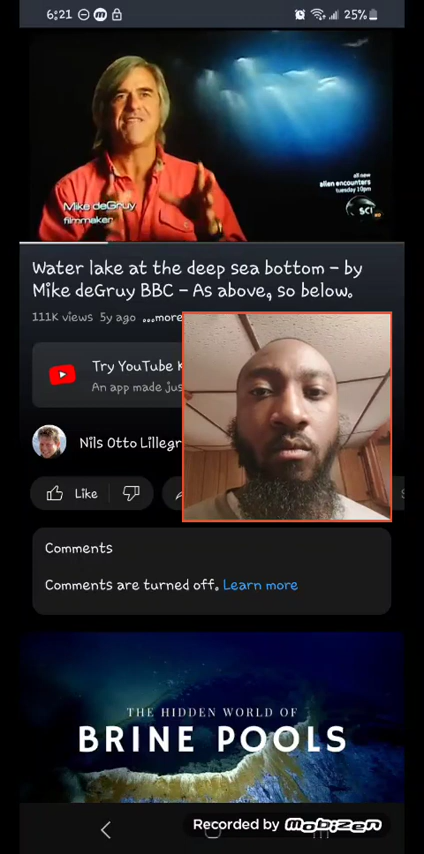 6:21
25%
Mike deGruy
filmmaker
all new
alien encounters
tuesday 10pm
SCI HD
Water lake at the deep sea bottom – by
Mike deGruy BBC – As above, so below.
111K views 5y ago ...more
Try YouTube K
An app made jus
Nils Otto Lillegr
Like
S
Comments
Comments are turned off. Learn more
THE HIDDEN WORLD OF
BRINE POOLS
Recorded by mobizen